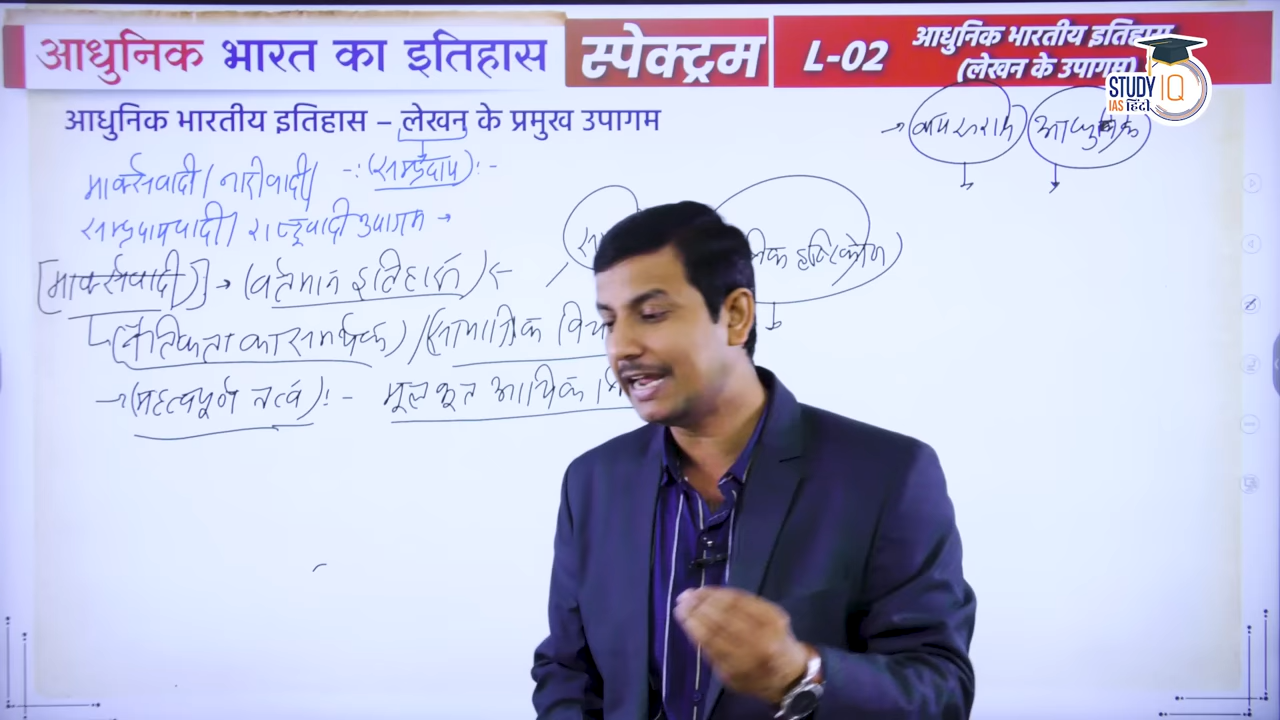 आधुनिक भारत का इतिहास स्पेक्ट्रम L-02 आधुनिक भारतीय इतिहास
(लेखन के उपागम)
STUDY IQ
IAS हिंदी
आधुनिक भारतीय इतिहास – लेखन के प्रमुख उपागम
मार्क्सवादी / नारीवादी / -: (सम्प्रदाय) :-
सम्प्रदायवादी / राष्ट्रवादी उपागम →
[मार्क्सवादी] → (वर्तमान इतिहास)
(नैतिकता का समर्थक) / (सामाजिक
→ (महत्वपूर्ण तत्व) :- मूलभूत आर्थिक
दृष्टिकोण)